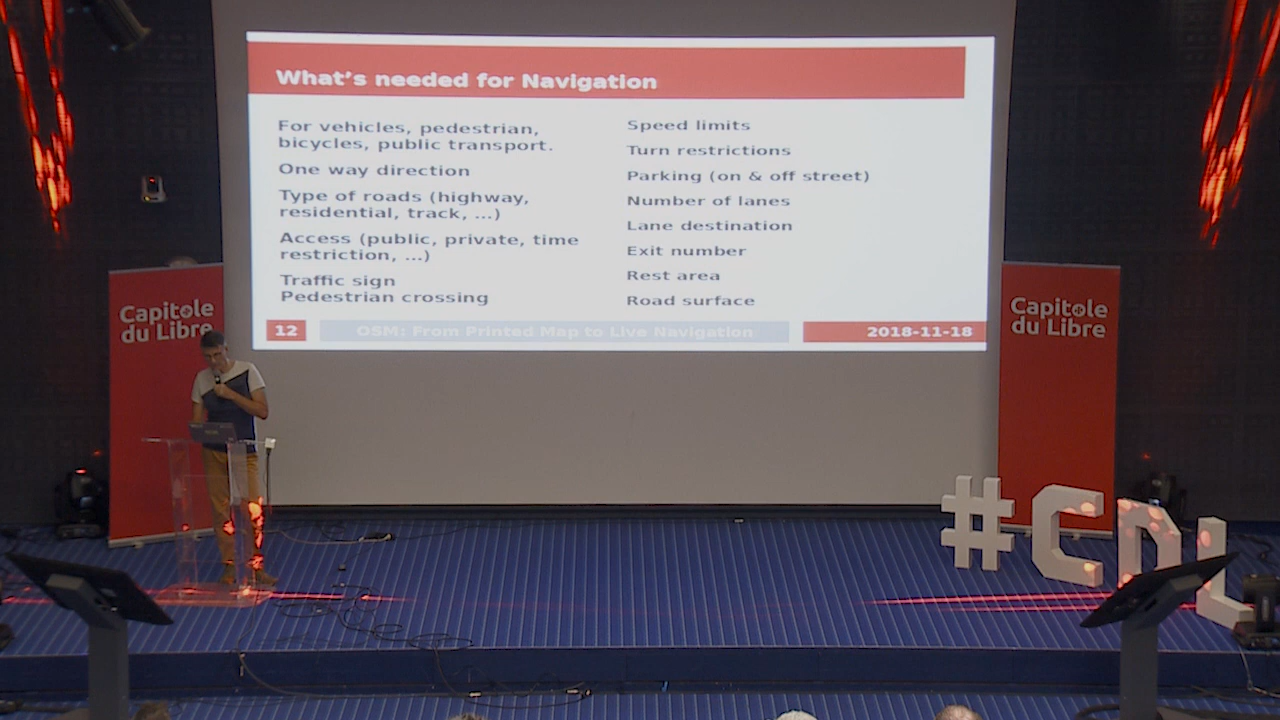 What's needed for Navigation
For vehicles, pedestrian,
bicycles, public transport.
One way direction
Type of roads (highway,
residential, track, ...)
Access (public, private, time
restriction, ...)
Traffic sign
Pedestrian crossing
Speed limits
Turn restrictions
Parking (on & off street)
Number of lanes
Lane destination
Exit number
Rest area
Road surface
12
OSM: From Printed Map to Live Navigation
2018-11-18
Capitole
du Libre
Capitole
du Libre
#CDL